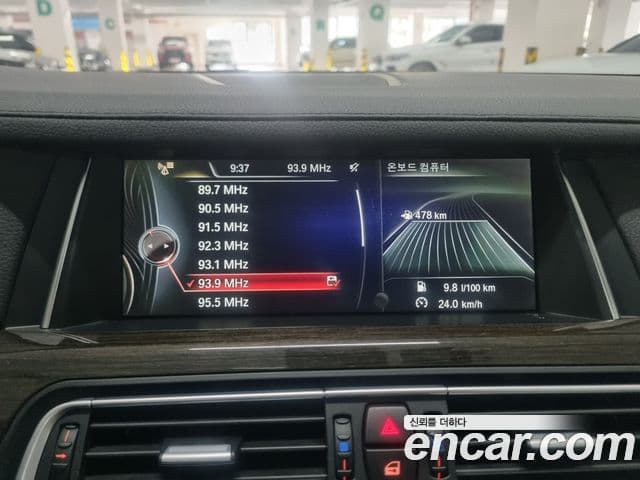 D
Q
9:37 93.9 MHz
온보드 컴퓨터
89.7 MHz
90.5 MHz
91.5 MHz
92.3 MHz
93.1 MHz
93.9 MHz
95.5 MHz
478 km
9.8 l/100 km
24.0 km/h
신뢰를 더하다
encar.com